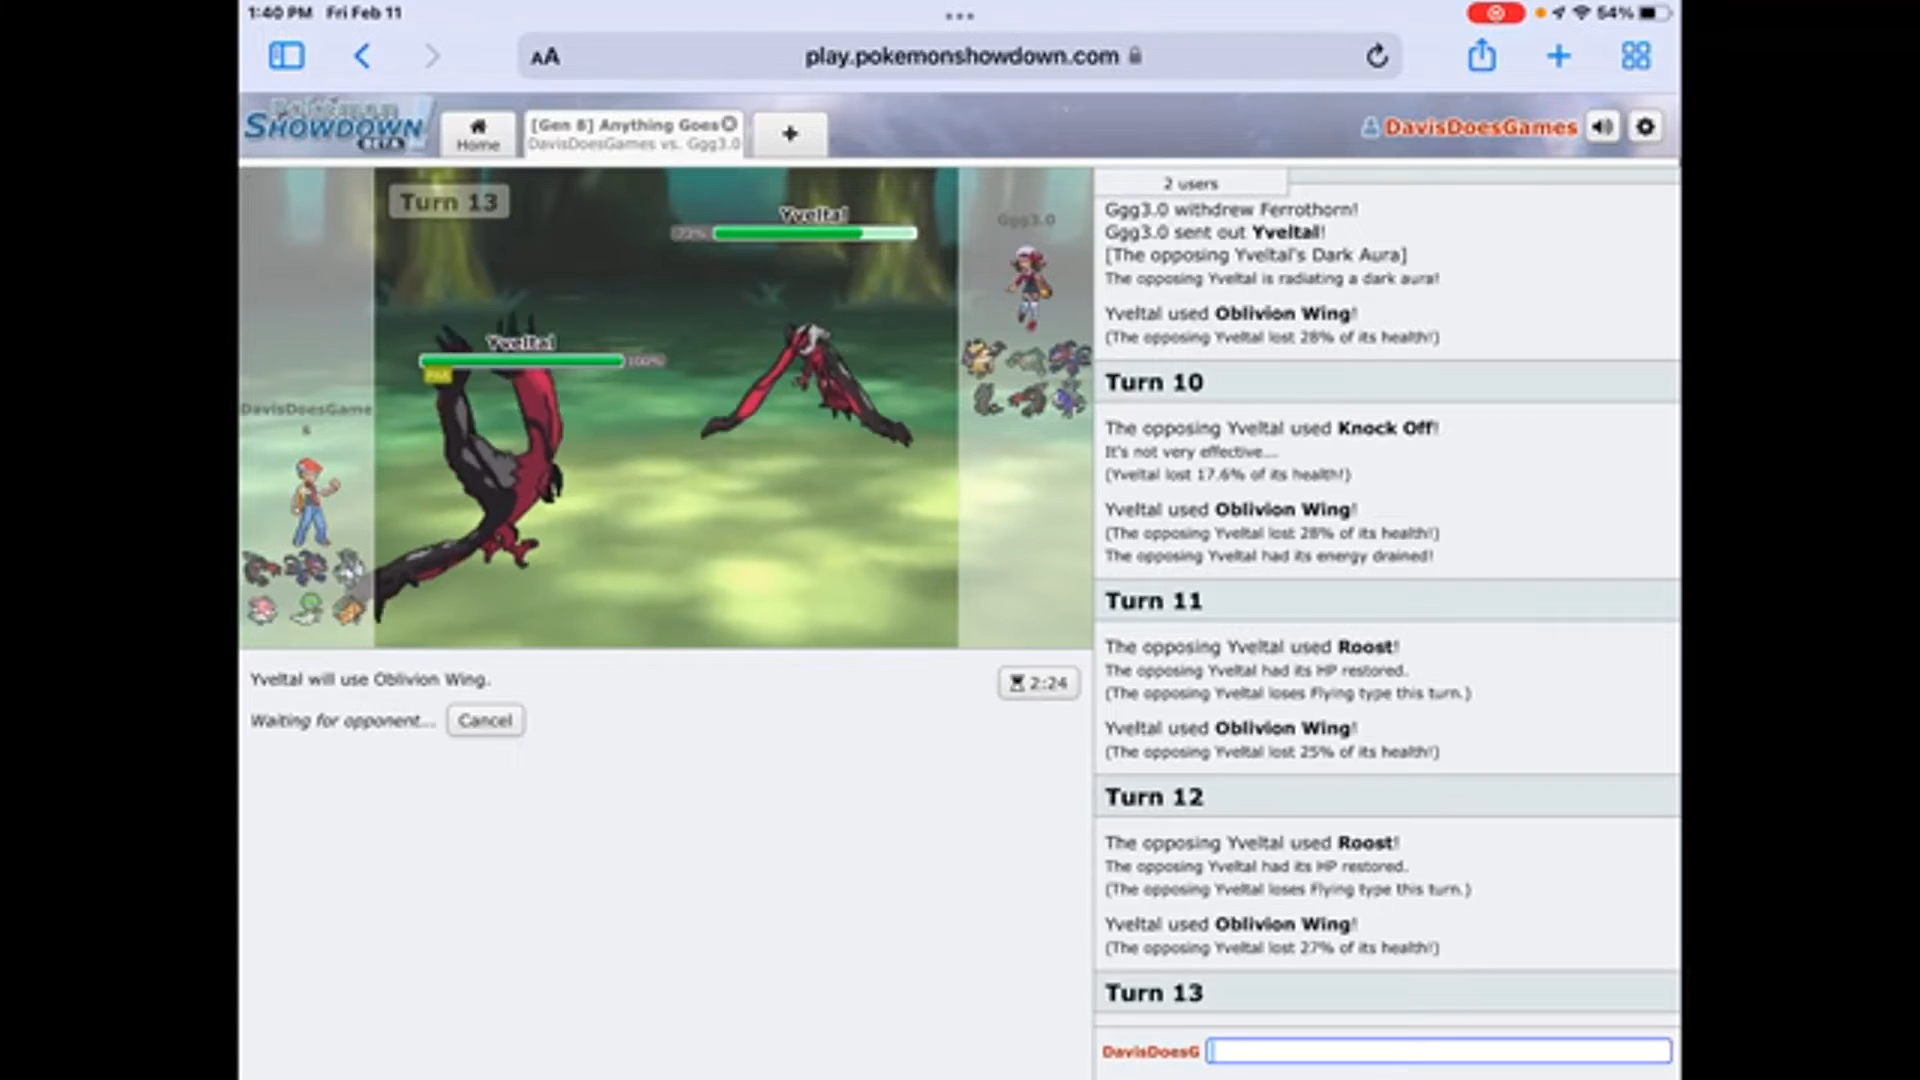 1:40 PM Fri Feb 11
54%
AA
play.pokemonshowdown.com
SHOWDOWN
BETA
Home
[Gen 8] Anything Goes
DavisDoesGames vs. Ggg3.0
DavisDoesGames
Turn 13
Yveltal
73%
Yveltal
100%
PAR
Ggg3.0
DavisDoesGame
s
Yveltal will use Oblivion Wing.
2:24
Waiting for opponent...
Cancel
2 users
Ggg3.0 withdrew Ferrothorn!
Ggg3.0 sent out Yveltal!
[The opposing Yveltal's Dark Aura]
The opposing Yveltal is radiating a dark aura!
Yveltal used Oblivion Wing!
(The opposing Yveltal lost 28% of its health!)
Turn 10
The opposing Yveltal used Knock Off!
It's not very effective...
(Yveltal lost 17.6% of its health!)
Yveltal used Oblivion Wing!
(The opposing Yveltal lost 28% of its health!)
The opposing Yveltal had its energy drained!
Turn 11
The opposing Yveltal used Roost!
The opposing Yveltal had its HP restored.
(The opposing Yveltal loses Flying type this turn.)
Yveltal used Oblivion Wing!
(The opposing Yveltal lost 25% of its health!)
Turn 12
The opposing Yveltal used Roost!
The opposing Yveltal had its HP restored.
(The opposing Yveltal loses Flying type this turn.)
Yveltal used Oblivion Wing!
(The opposing Yveltal lost 27% of its health!)
Turn 13
DavisDoesG